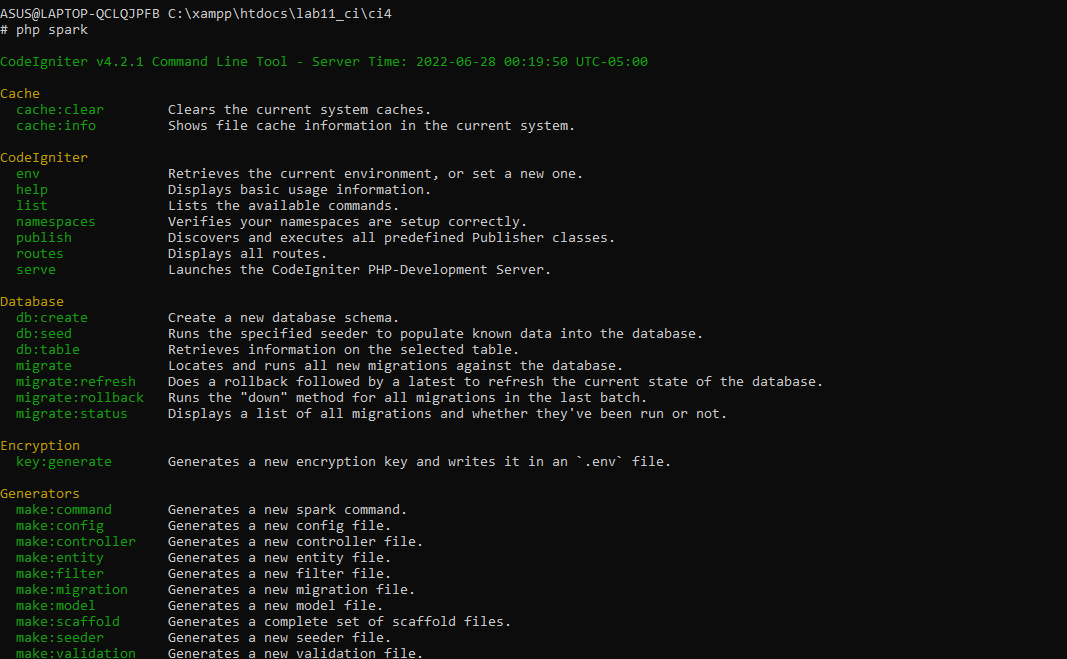 ASUS@LAPTOP-QCLQJPFB C:\xampp\htdocs\lab11_ci\ci4
# php spark
CodeIgniter v4.2.1 Command Line Tool - Server Time: 2022-06-28 00:19:50 UTC-05:00
Cache
cache:clear Clears the current system caches.
cache:info Shows file cache information in the current system.
CodeIgniter
env Retrieves the current environment, or set a new one.
help Displays basic usage information.
list Lists the available commands.
namespaces Verifies your namespaces are setup correctly.
publish Discovers and executes all predefined Publisher classes.
routes Displays all routes.
serve Launches the CodeIgniter PHP-Development Server.
Database
db:create Create a new database schema.
db:seed Runs the specified seeder to populate known data into the database.
db:table Retrieves information on the selected table.
migrate Locates and runs all new migrations against the database.
migrate:refresh Does a rollback followed by a latest to refresh the current state of the database.
migrate:rollback Runs the "down" method for all migrations in the last batch.
migrate:status Displays a list of all migrations and whether they've been run or not.
Encryption
key:generate Generates a new encryption key and writes it in an `.env` file.
Generators
make:command Generates a new spark command.
make:config Generates a new config file.
make:controller Generates a new controller file.
make:entity Generates a new entity file.
make:filter Generates a new filter file.
make:migration Generates a new migration file.
make:model Generates a new model file.
make:scaffold Generates a complete set of scaffold files.
make:seeder Generates a new seeder file.
make:validation Generates a new validation file.